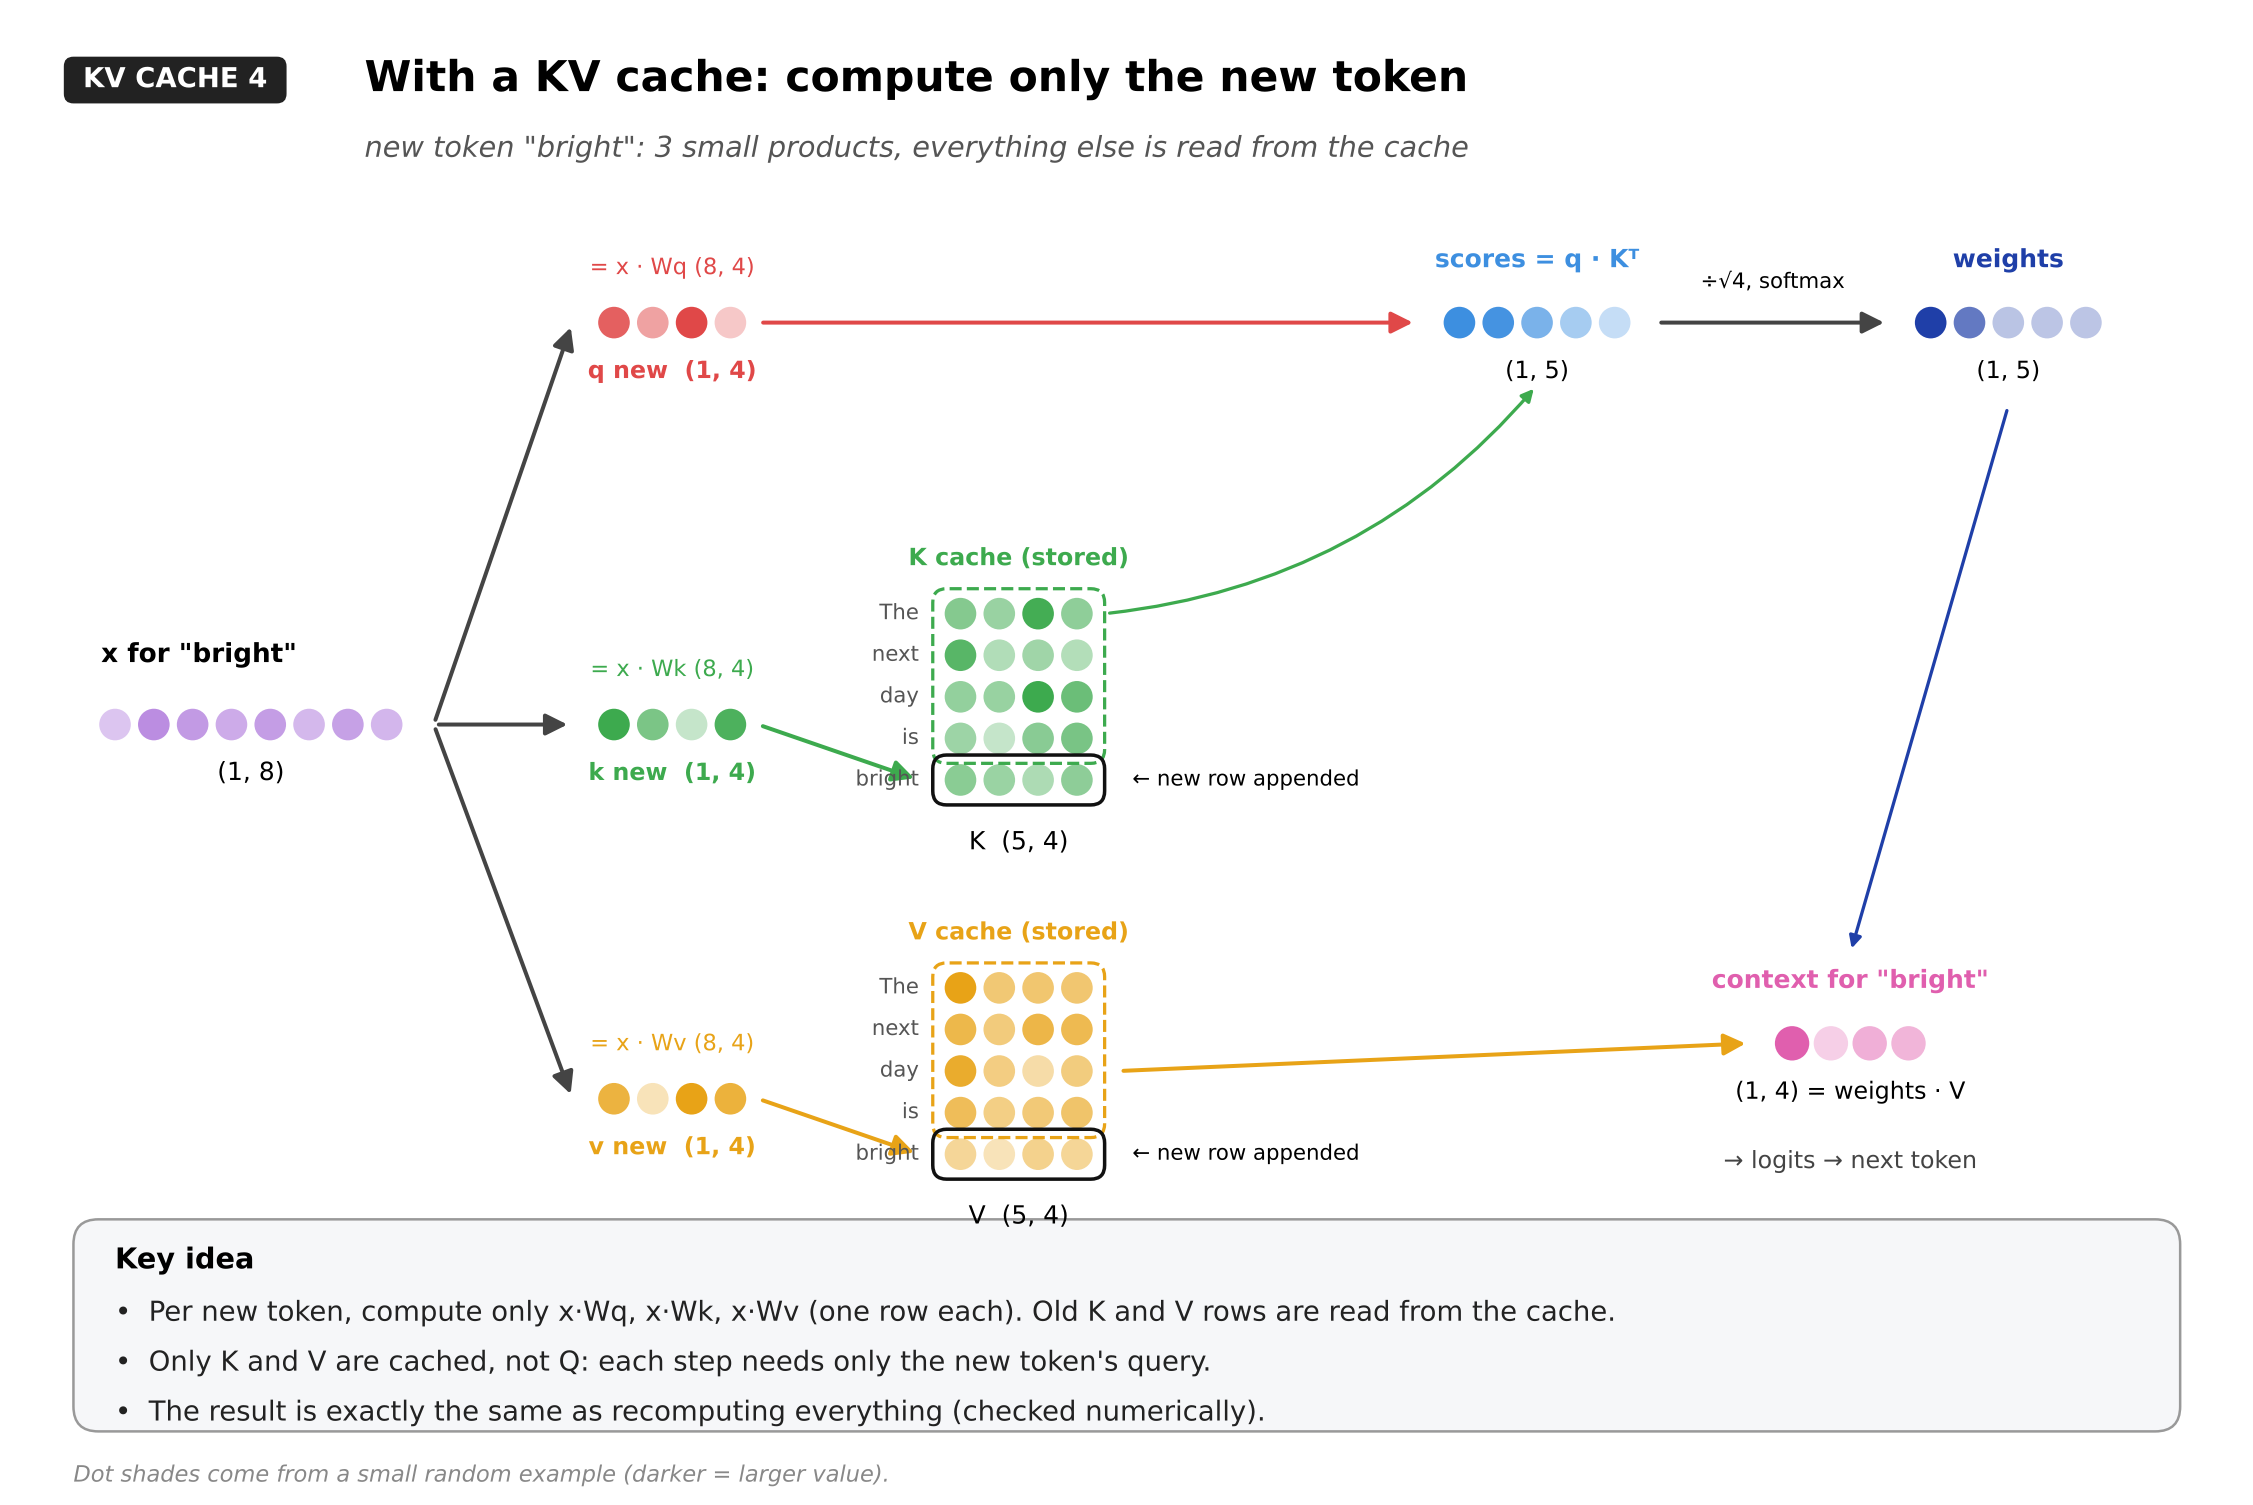 KV CACHE 4
With a KV cache: compute only the new token
new token "bright": 3 small products, everything else is read from the cache
= x · Wq (8, 4)
q new (1, 4)
scores = q · Kᵀ
(1, 5)
÷√4, softmax
weights
(1, 5)
x for "bright"
(1, 8)
= x · Wk (8, 4)
k new (1, 4)
K cache (stored)
The
next
day
is
bright
← new row appended
K (5, 4)
= x · Wv (8, 4)
v new (1, 4)
V cache (stored)
The
next
day
is
bright
← new row appended
V (5, 4)
context for "bright"
(1, 4) = weights · V
→ logits → next token
Key idea
• Per new token, compute only x·Wq, x·Wk, x·Wv (one row each). Old K and V rows are read from the cache.
• Only K and V are cached, not Q: each step needs only the new token's query.
• The result is exactly the same as recomputing everything (checked numerically).
Dot shades come from a small random example (darker = larger value).